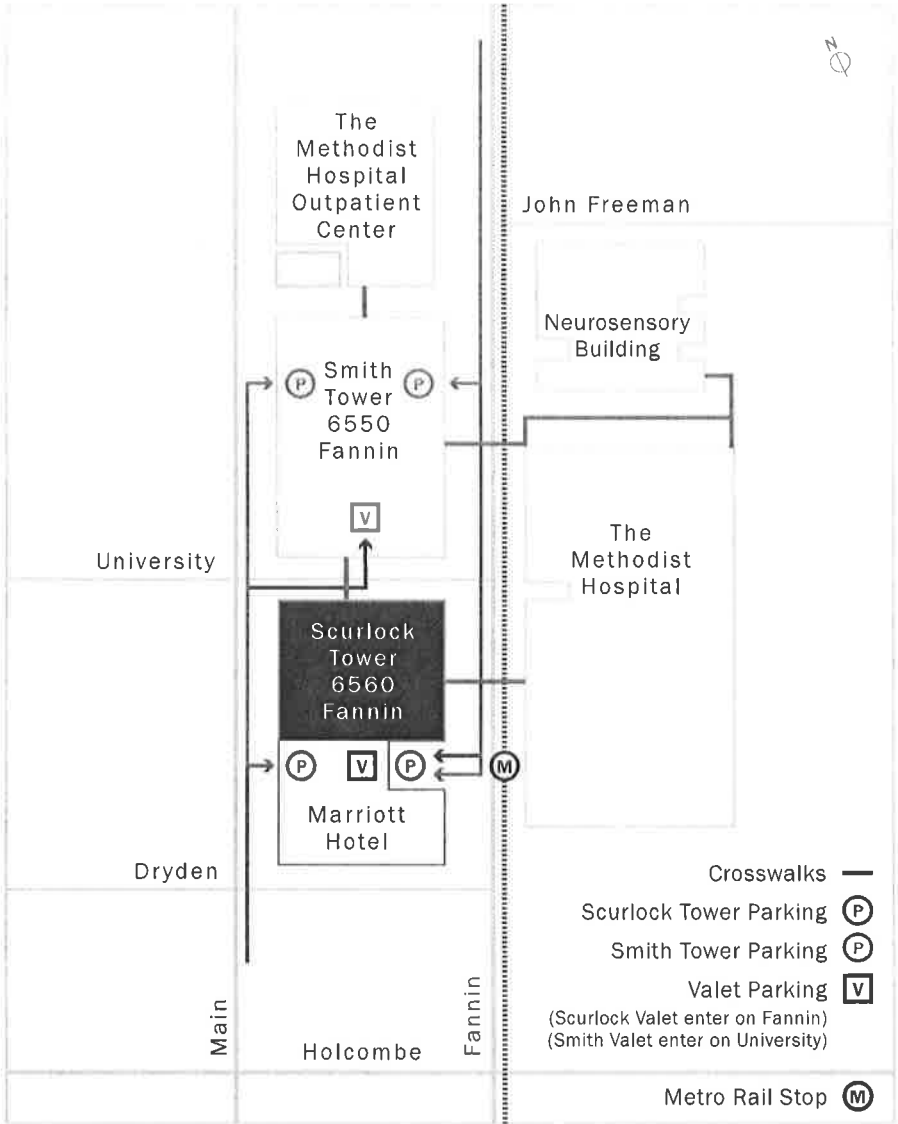 N
The
Methodist
Hospital
Outpatient
Center
John Freeman
Neurosensory
Building
P
Smith
Tower
6550
Fannin
P
V
The
Methodist
Hospital
University
Scurlock
Tower
6560
Fannin
P
V
P
M
Marriott
Hotel
Dryden
Crosswalks
Scurlock Tower Parking P
Smith Tower Parking P
Valet Parking V
(Scurlock Valet enter on Fannin)
(Smith Valet enter on University)
Main
Fannin
Holcombe
Metro Rail Stop M